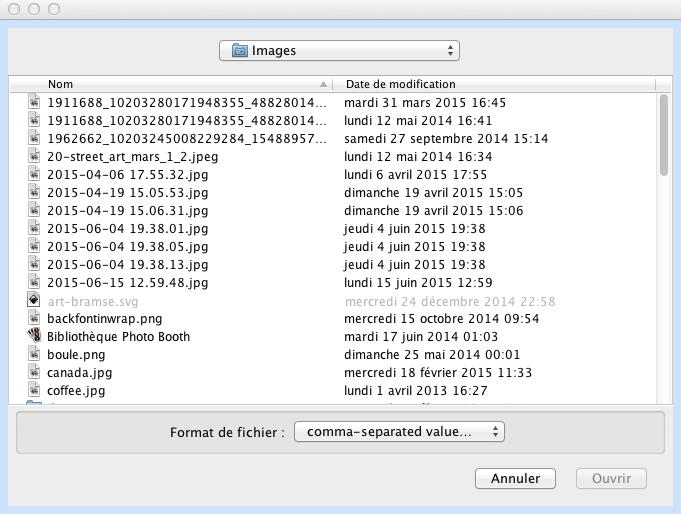 Images
Nom Date de modification
1911688_10203280171948355_48828014... mardi 31 mars 2015 16:45
1911688_10203280171948355_48828014... lundi 12 mai 2014 16:41
1962662_10203245008229284_15488957... samedi 27 septembre 2014 15:14
20-street_art_mars_1_2.jpeg lundi 12 mai 2014 16:34
2015-04-06 17.55.32.jpg lundi 6 avril 2015 17:55
2015-04-19 15.05.53.jpg dimanche 19 avril 2015 15:05
2015-04-19 15.06.31.jpg dimanche 19 avril 2015 15:06
2015-06-04 19.38.01.jpg jeudi 4 juin 2015 19:38
2015-06-04 19.38.05.jpg jeudi 4 juin 2015 19:38
2015-06-04 19.38.13.jpg jeudi 4 juin 2015 19:38
2015-06-15 12.59.48.jpg lundi 15 juin 2015 12:59
art-bramse.svg mercredi 24 décembre 2014 22:58
backfontinwrap.png mercredi 15 octobre 2014 09:54
Bibliothèque Photo Booth mardi 17 juin 2014 01:03
boule.png dimanche 25 mai 2014 00:01
canada.jpg mercredi 18 février 2015 11:33
coffee.jpg lundi 1 avril 2013 16:27
Format de fichier : comma-separated value...
Annuler Ouvrir